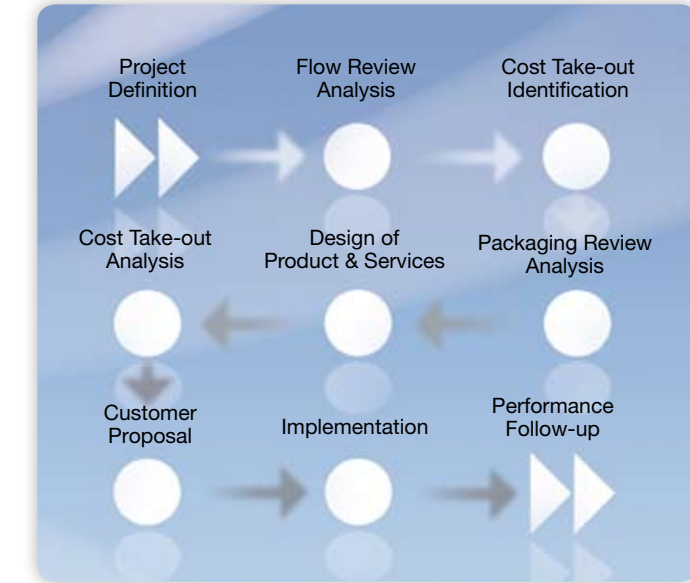 Project
Definition
Flow Review
Analysis
Cost Take-out
Identification
Cost Take-out
Analysis
Design of
Product & Services
Packaging Review
Analysis
Customer
Proposal
Implementation
Performance
Follow-up